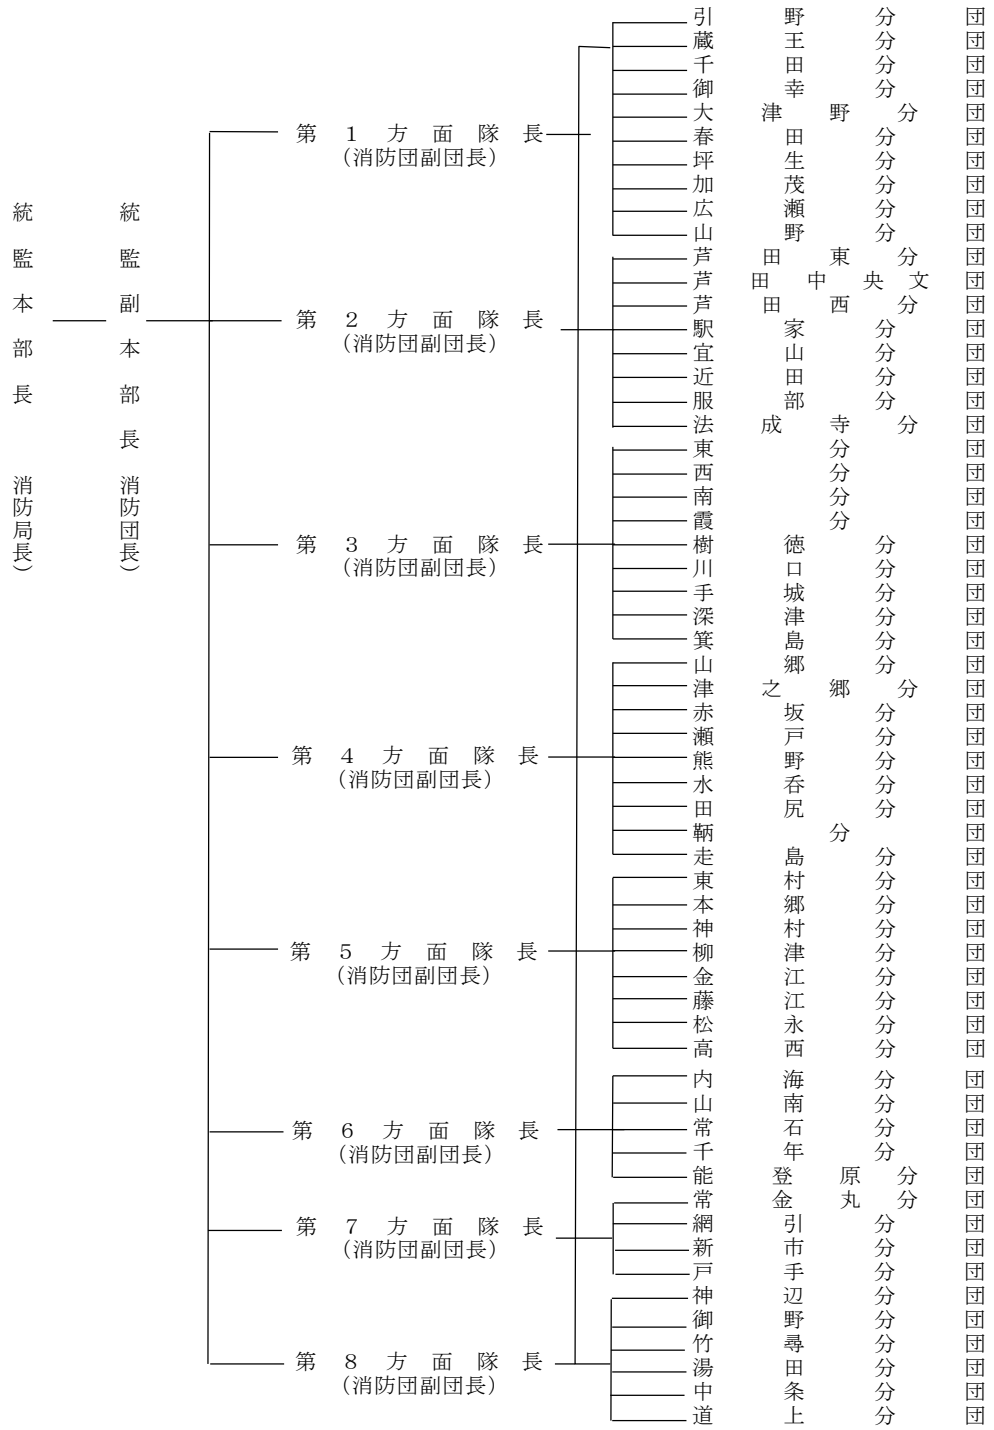 統監本部長 消防局長）
統監副本部長 消防団長）
第１方面隊長
（消防団副団長）
引野分団
蔵王分団
千田分団
御幸分団
大津野分団
春田分団
坪生分団
加茂分団
広瀬分団
山野分団
第２方面隊長
（消防団副団長）
芦田東分団
芦田中央文団
芦田西分団
駅家分団
宜山分団
近田分団
服部分団
法成寺分団
第３方面隊長
（消防団副団長）
東分団
西分団
南分団
霞分団
樹徳分団
川口分団
手城分団
深津分団
箕島分団
第４方面隊長
（消防団副団長）
山郷分団
津之郷分団
赤坂分団
瀬戸分団
熊野分団
水呑分団
田尻分団
鞆分団
走島分団
第５方面隊長
（消防団副団長）
東村分団
本郷分団
神村分団
柳津分団
金江分団
藤江分団
松永分団
高西分団
第６方面隊長
（消防団副団長）
内海分団
山南分団
常石分団
千年分団
能登原分団
第７方面隊長
（消防団副団長）
常金丸分団
網引分団
新市分団
戸手分団
第８方面隊長
（消防団副団長）
神辺分団
御野分団
竹尋分団
湯田分団
中条分団
道上分団